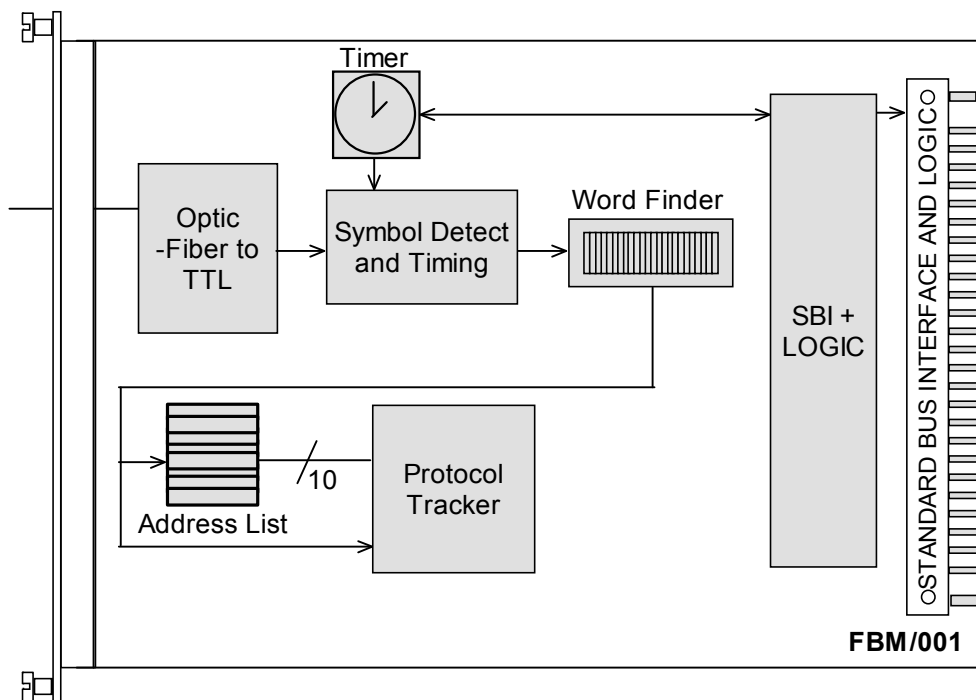 Timer
Optic
-Fiber to
TTL
Symbol Detect
and Timing
Word Finder
SBI +
LOGIC
STANDARD BUS INTERFACE AND LOGIC
10
Address List
Protocol
Tracker
FBM/001